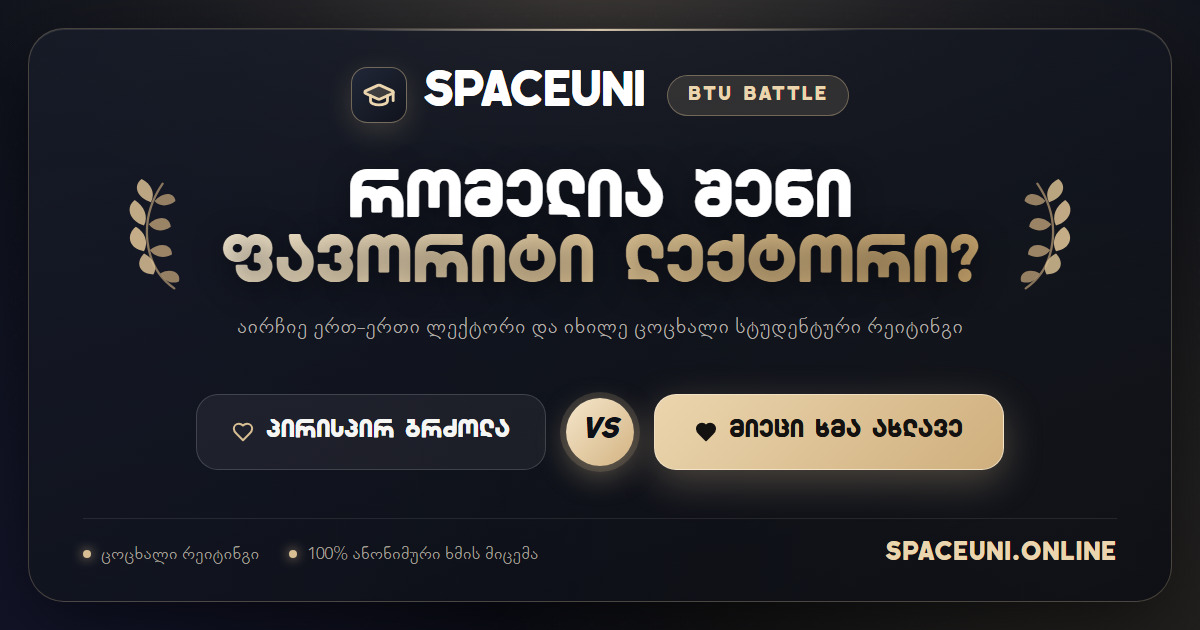 SPACEUNI BTU BATTLE
რომელია შენი
ფავორიტი ლექტორი?
აირჩიე ერთ-ერთი ლექტორი და იხილე ცოცხალი სტუდენტური რეიტინგი
პირისპირ ბრძოლა VS მიეცი ხმა ახლავე
ცოცხალი რეიტინგი 100% ანონიმური ხმის მიცემა SPACEUNI.ONLINE